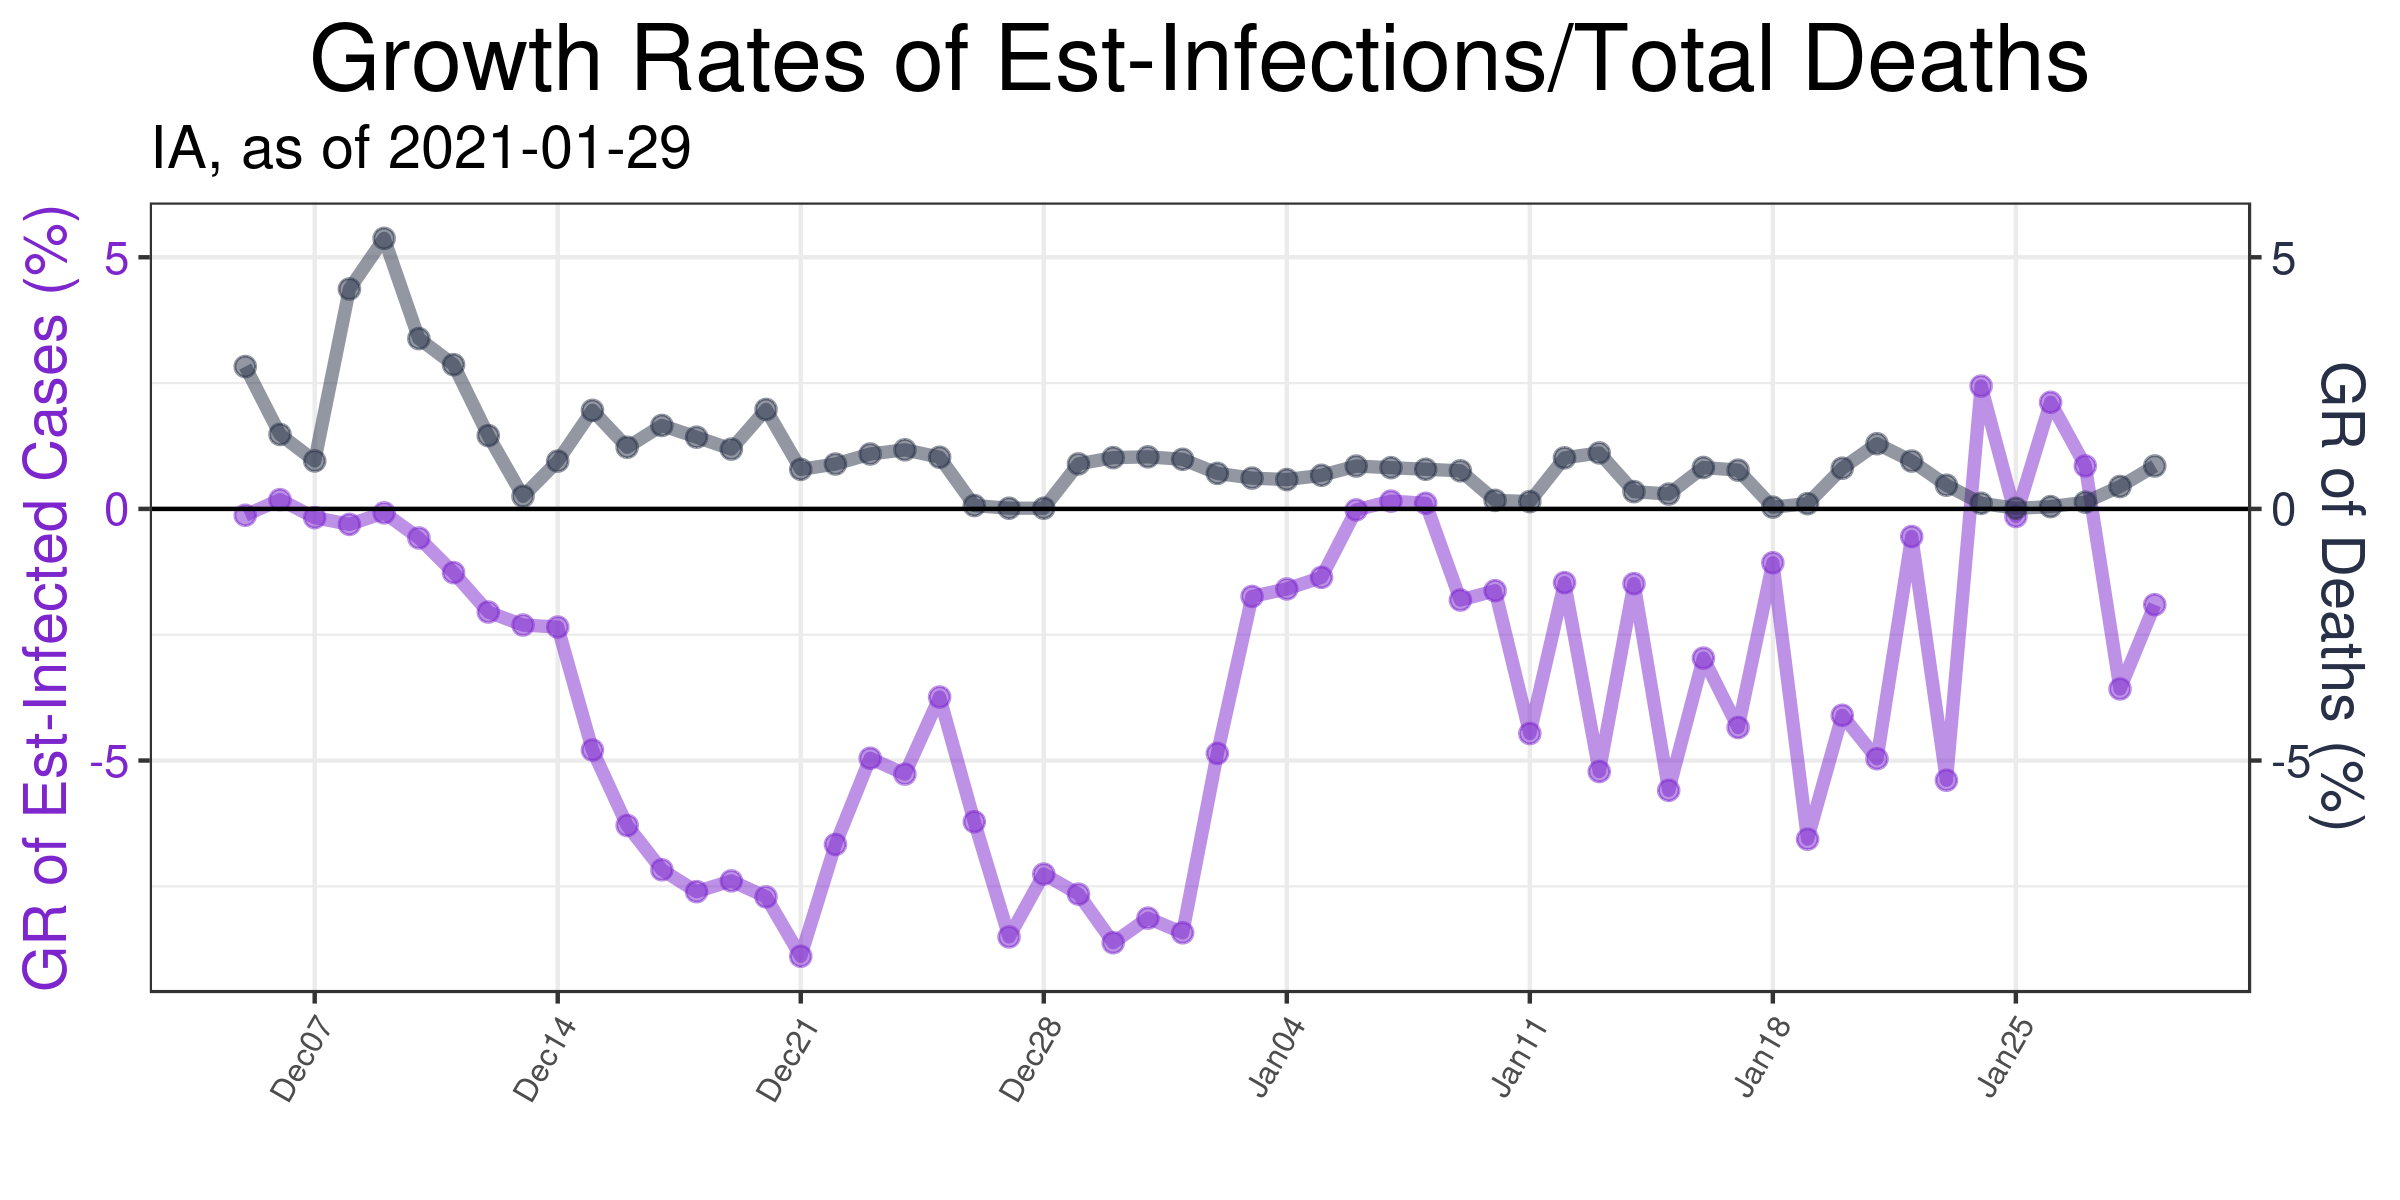 Growth Rates of Est-Infections/Total Deaths
IA, as of 2021-01-29
GR of Est-Infected Cases (%)
5
0
-5
5
0
-5
GR of Deaths (%)
Dec07
Dec14
Dec21
Dec28
Jan04
Jan11
Jan18
Jan25